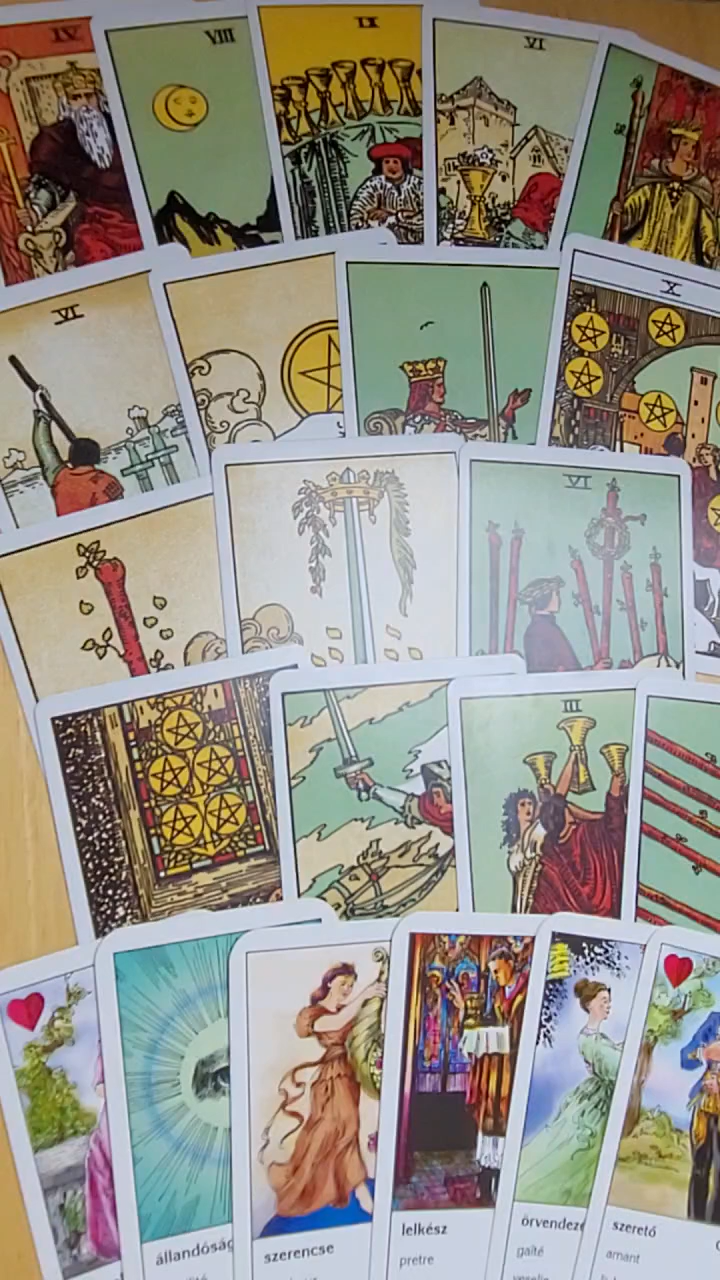 IV
VIII
IX
VI
VI
X
VI
III
állandóság
szerencse
lelkész
pretre
örvendez
gaîté
szerető
amant